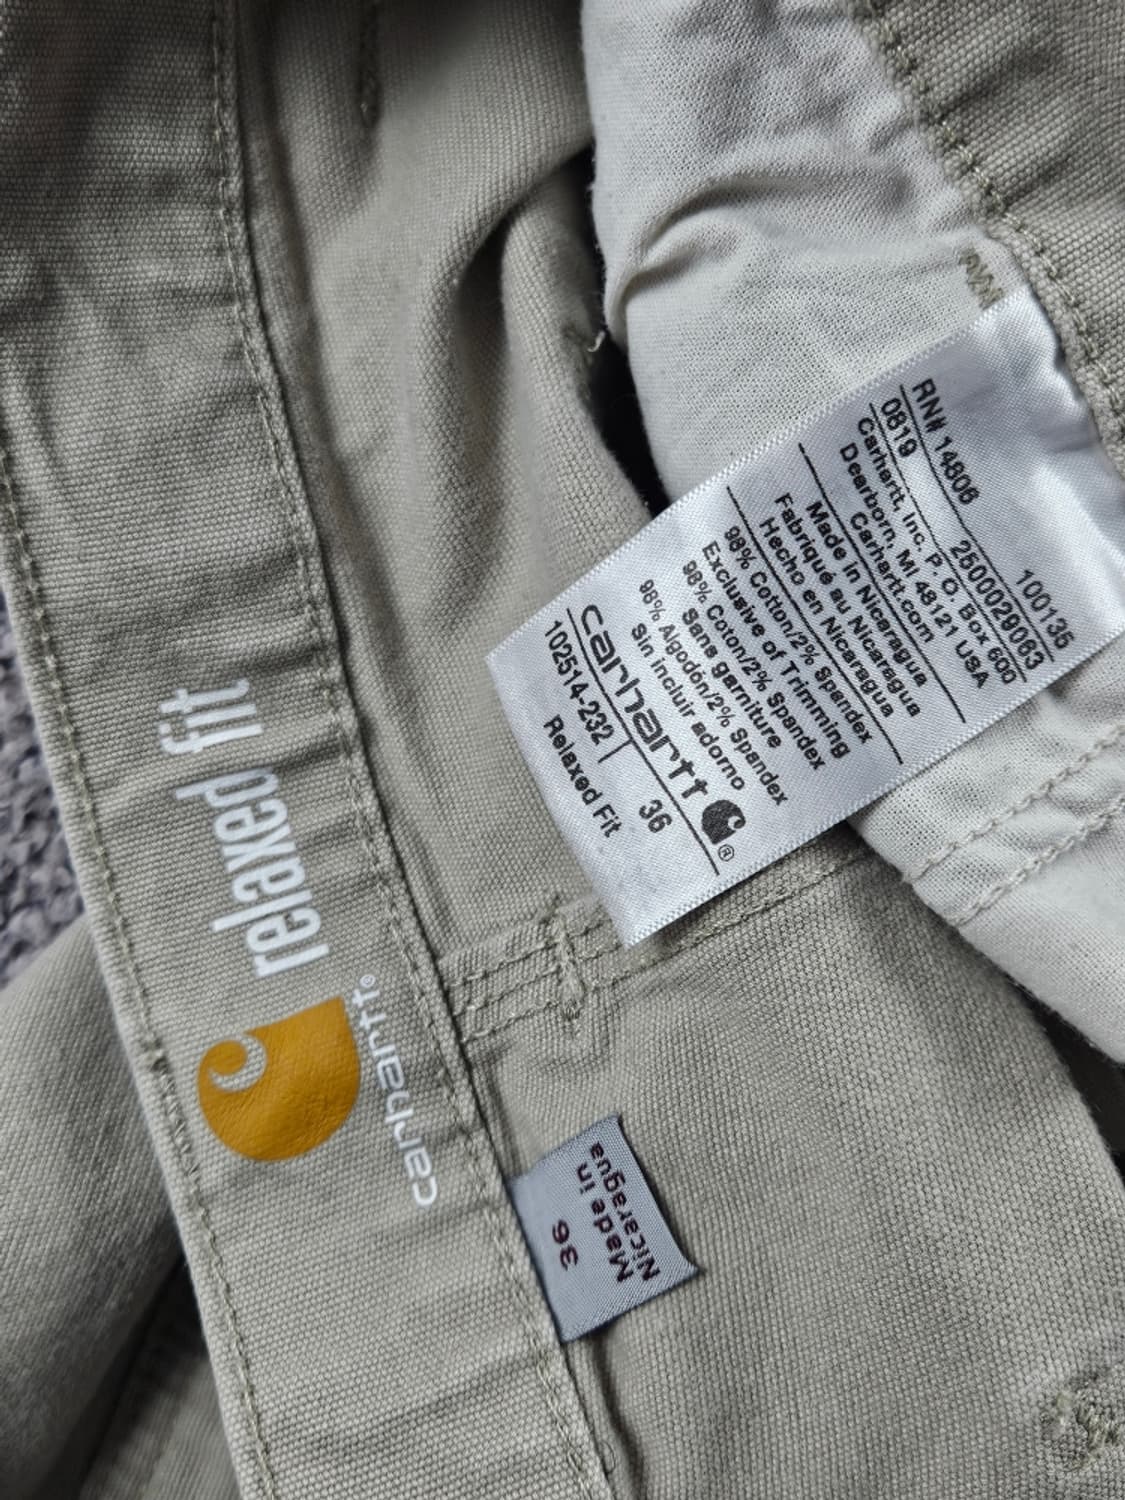 relaxed fit
carhartt®
RN# 14806 100135
0819 2500029063
Carhartt, Inc. P. O. Box 600
Dearborn, MI 48121 USA
Carhartt.com
Made in Nicaragua
Fabriqué au Nicaragua
Hecho en Nicaragua
98% Cotton/2% Spandex
Exclusive of Trimming
98% Coton/2% Spandex
Sans garniture
98% Algodón/2% Spandex
Sin incluir adorno
carhartt ®
102514-232 36
Relaxed Fit
36
Made in
Nicaragua